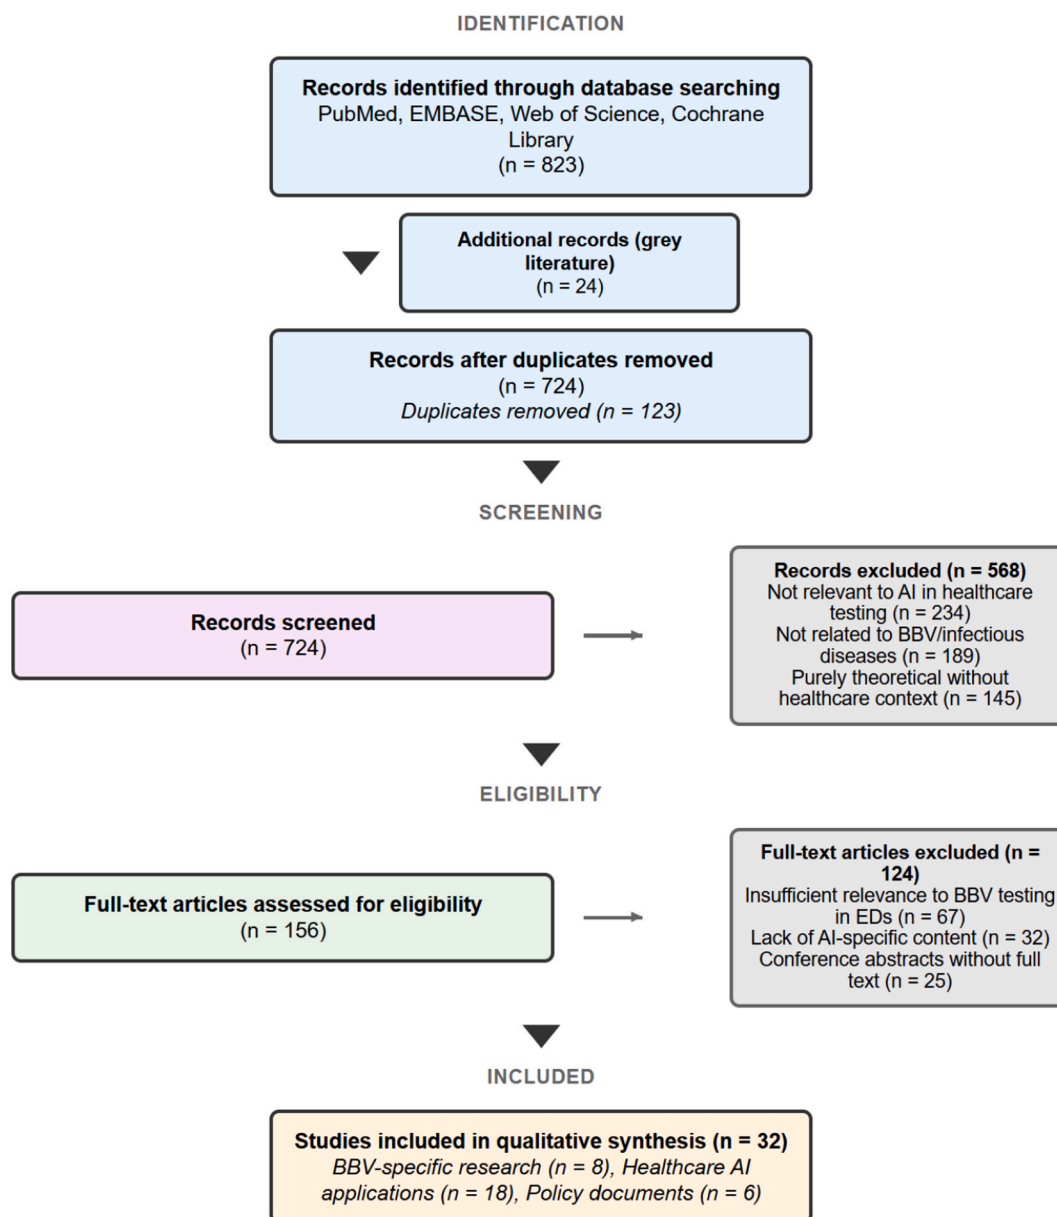 IDENTIFICATION
Records identified through database searching
PubMed, EMBASE, Web of Science, Cochrane
Library
(n = 823)
Additional records (grey
literature)
(n = 24)
Records after duplicates removed
(n = 724)
Duplicates removed (n = 123)
SCREENING
Records screened
(n = 724)
Records excluded (n = 568)
Not relevant to AI in healthcare
testing (n = 234)
Not related to BBV/infectious
diseases (n = 189)
Purely theoretical without
healthcare context (n = 145)
ELIGIBILITY
Full-text articles assessed for eligibility
(n = 156)
Full-text articles excluded (n =
124)
Insufficient relevance to BBV testing
in EDs (n = 67)
Lack of AI-specific content (n = 32)
Conference abstracts without full
text (n = 25)
INCLUDED
Studies included in qualitative synthesis (n = 32)
BBV-specific research (n = 8), Healthcare AI
applications (n = 18), Policy documents (n = 6)